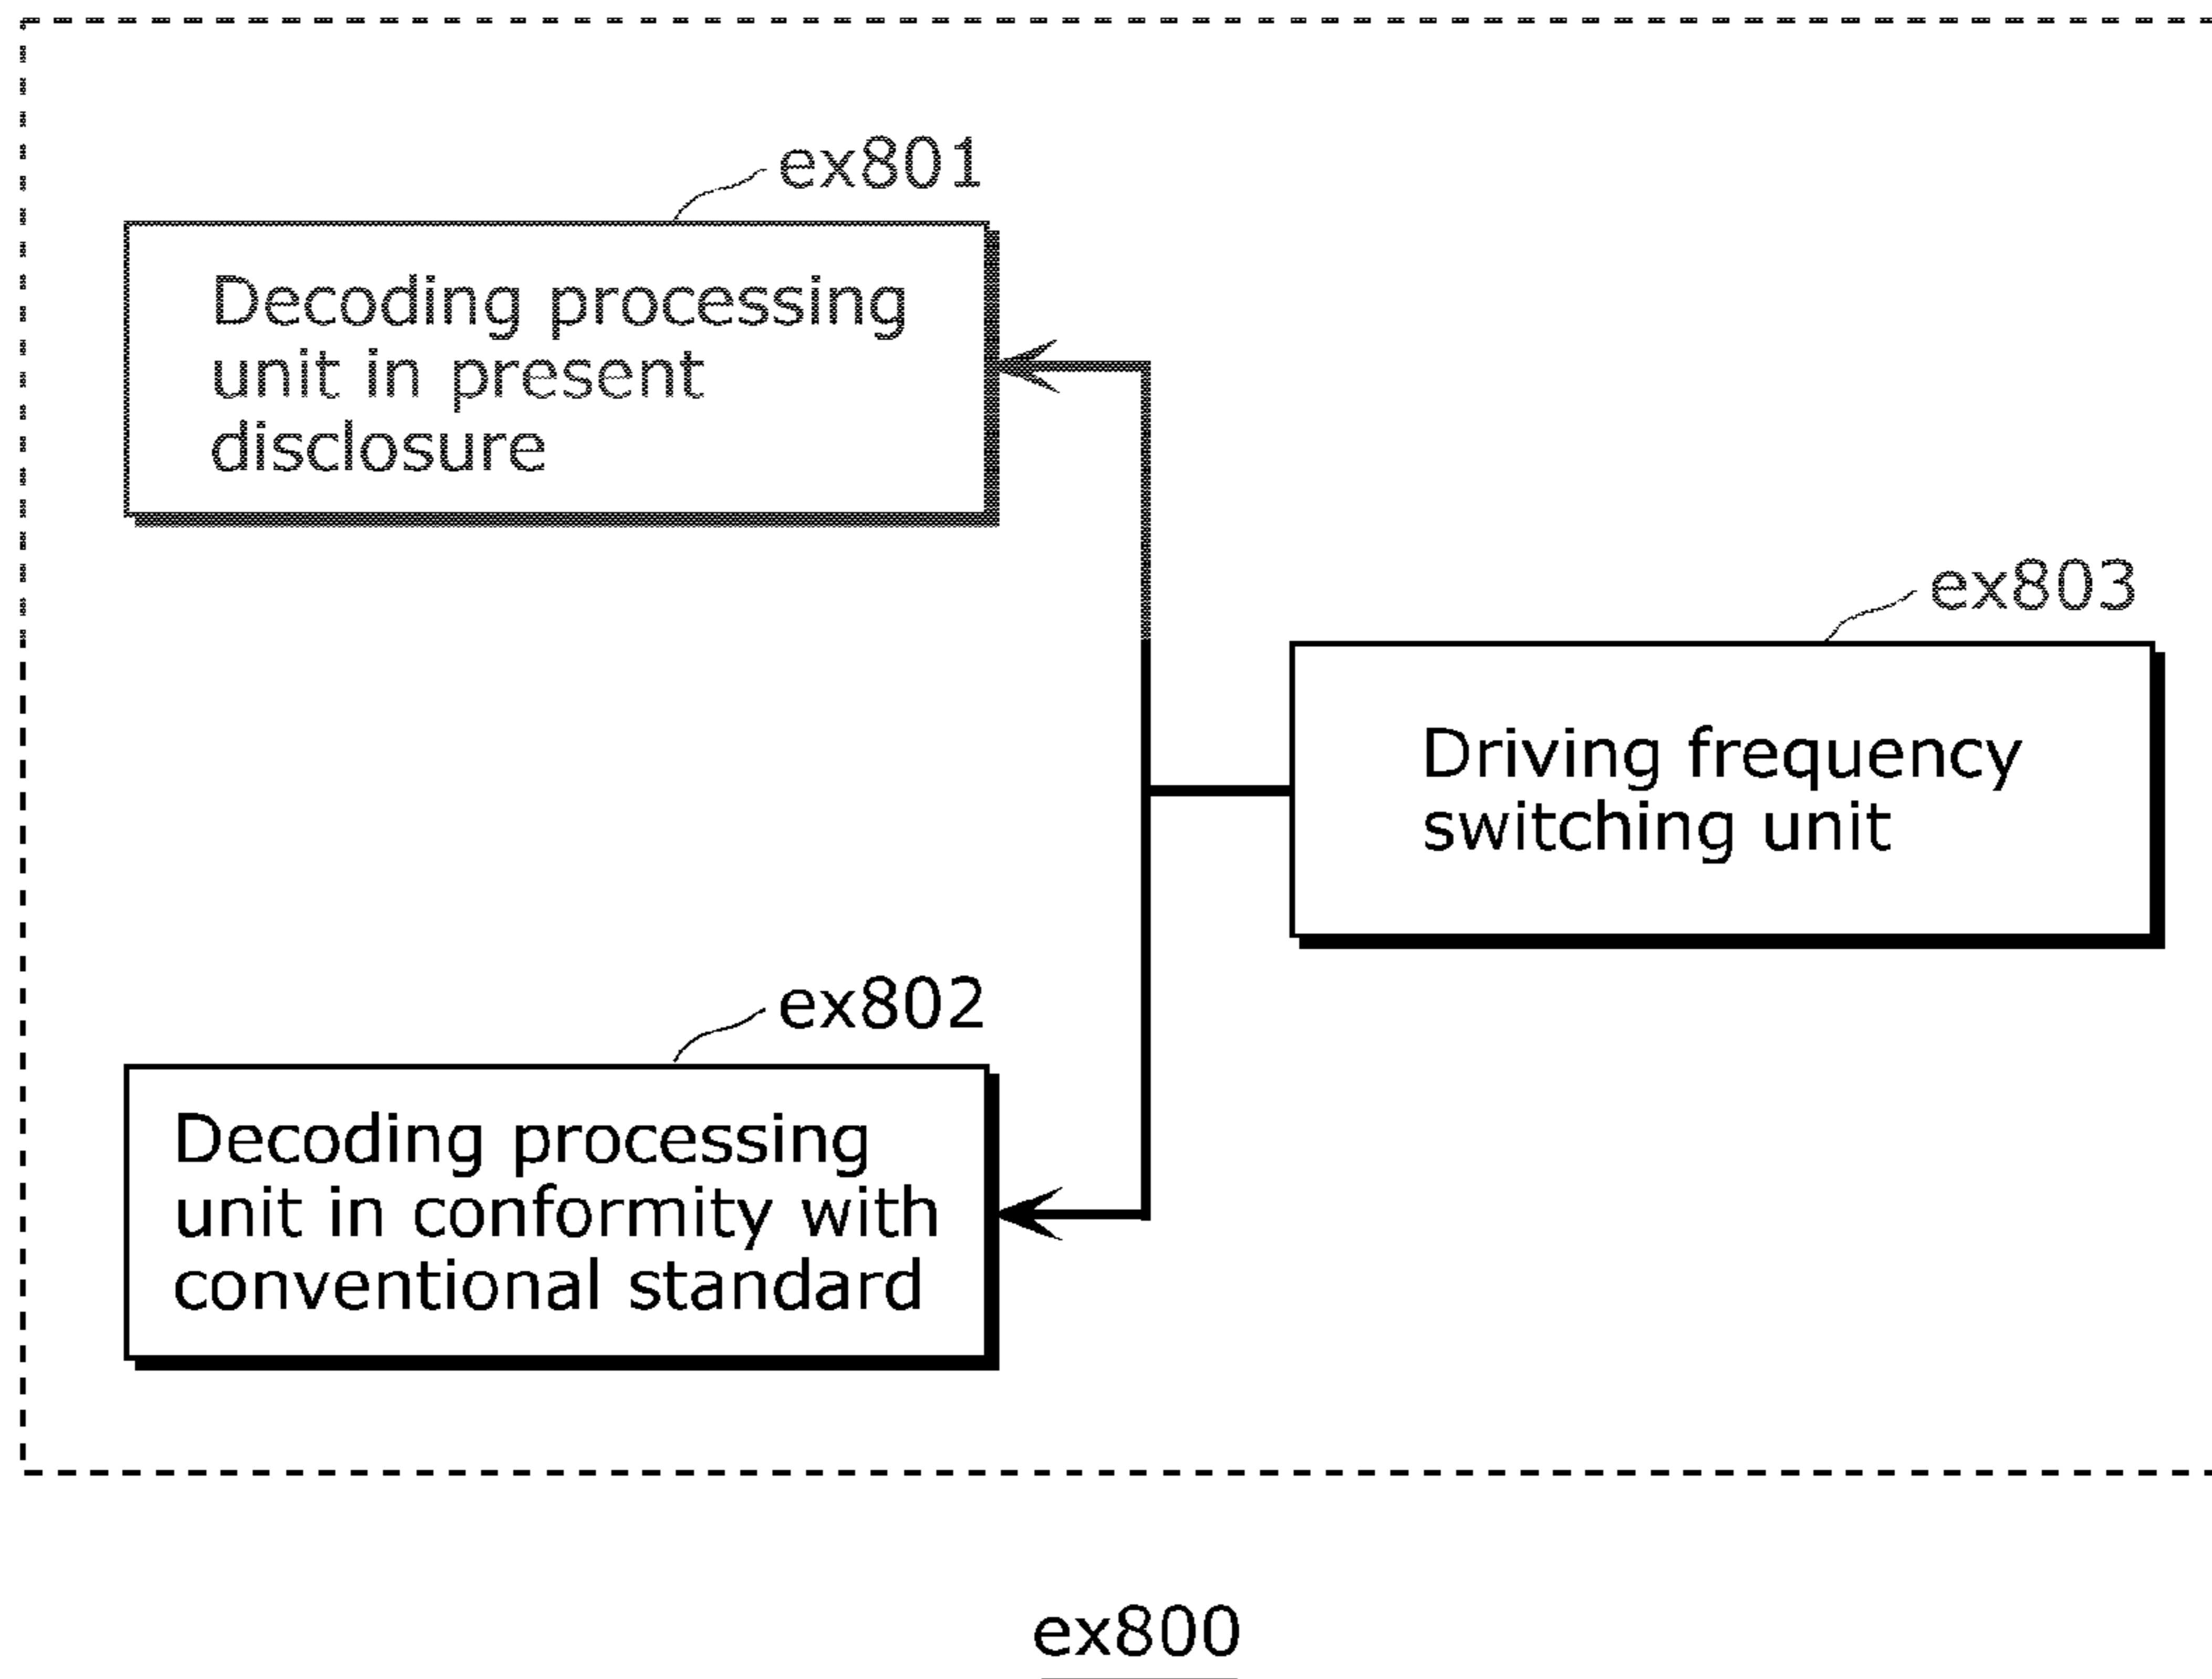 ex801
Decoding processing
unit in present
disclosure
ex803
Driving frequency
switching unit
ex802
Decoding processing
unit in conformity with
conventional standard
ex800